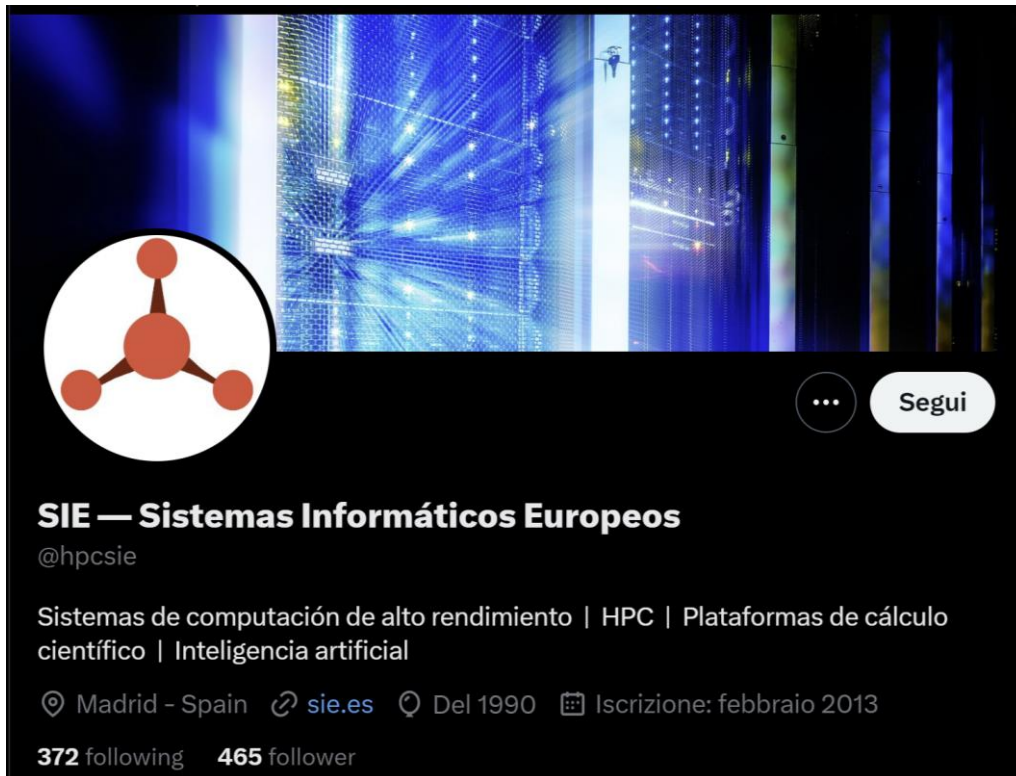 Segui
SIE — Sistemas Informáticos Europeos
@hpcsie
Sistemas de computación de alto rendimiento | HPC | Plataformas de cálculo
científico | Inteligencia artificial
Madrid - Spain sie.es Del 1990 Iscrizione: febbraio 2013
372 following 465 follower